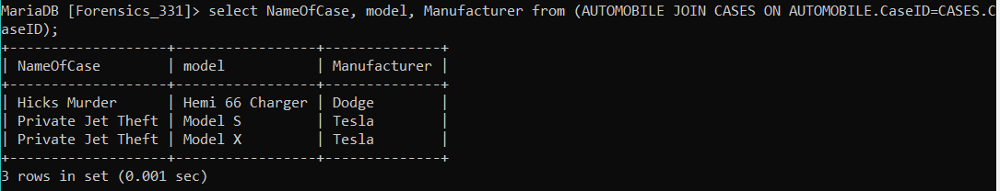 MariaDB [Forensics_331]> select NameOfCase, model, Manufacturer from (AUTOMOBILE JOIN CASES ON AUTOMOBILE.CaseID=CASES.C
aseID);
+-------------------+-----------------+--------------+
| NameOfCase        | model           | Manufacturer |
+-------------------+-----------------+--------------+
| Hicks Murder      | Hemi 66 Charger | Dodge        |
| Private Jet Theft | Model S         | Tesla        |
| Private Jet Theft | Model X         | Tesla        |
+-------------------+-----------------+--------------+
3 rows in set (0.001 sec)